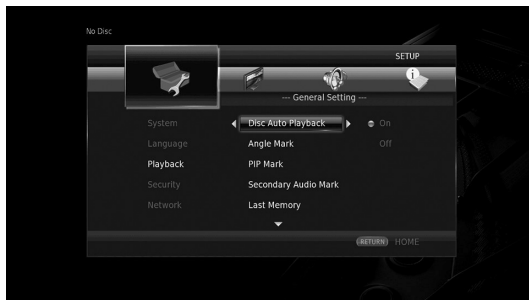 No Disc
SETUP
i
--- General Setting ---
System Disc Auto Playback On
Language Angle Mark Off
Playback PIP Mark
Security Secondary Audio Mark
Network Last Memory
RETURN HOME